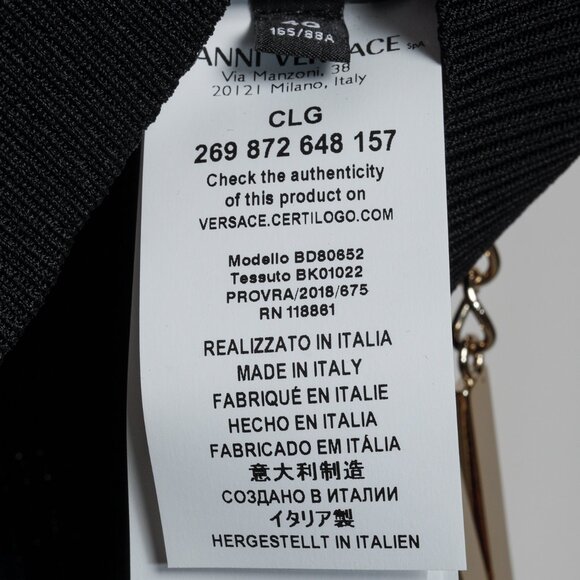 40
165/88A
ANNI VERSACE SpA
Via Manzoni, 38
20121 Milano, Italy
CLG
269 872 648 157
Check the authenticity
of this product on
VERSACE.CERTILOGO.COM
Modello BD80652
Tessuto BK01022
PROVRA/2018/675
RN 118861
REALIZZATO IN ITALIA
MADE IN ITALY
FABRIQUÉ EN ITALIE
HECHO EN ITALIA
FABRICADO EM ITÁLIA
意大利制造
СОЗДАНО В ИТАЛИИ
イタリア製
HERGESTELLT IN ITALIEN